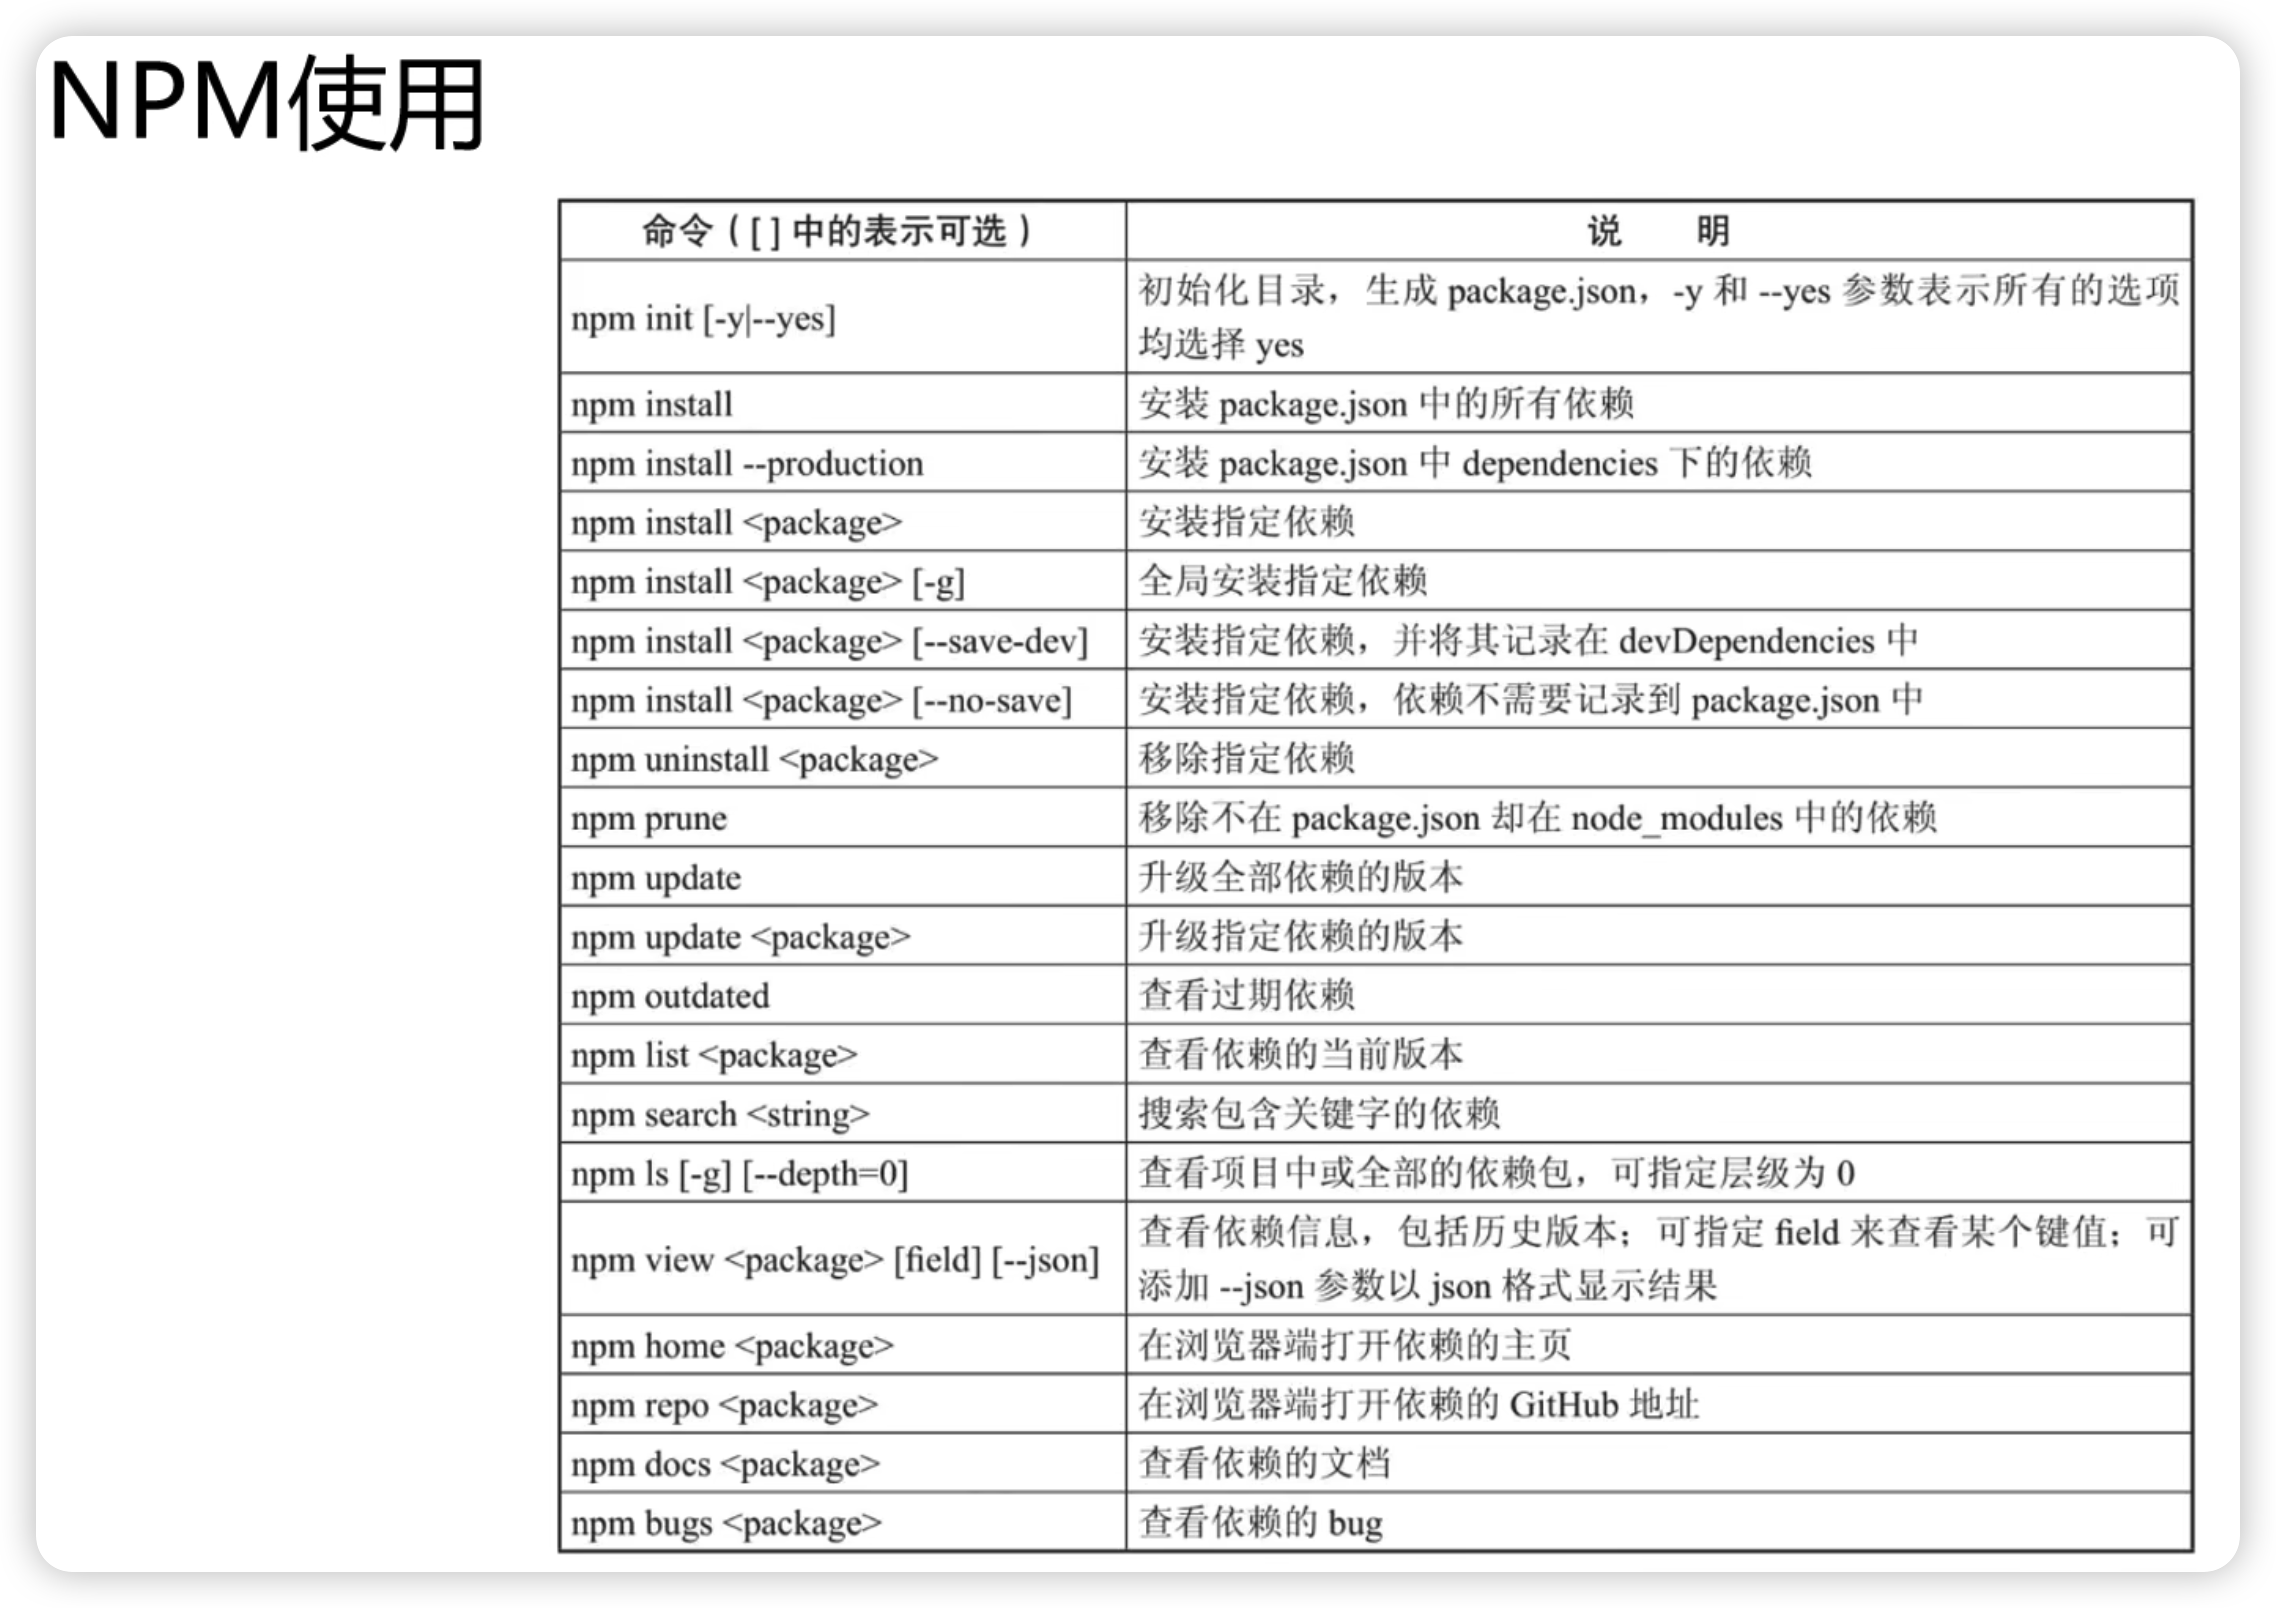 NPM使用
命令（[ ] 中的表示可选）
说 明
npm init [-y|--yes]
初始化目录，生成 package.json，-y 和 --yes 参数表示所有的选项
均选择 yes
npm install
安装 package.json 中的所有依赖
npm install --production
安装 package.json 中 dependencies 下的依赖
npm install <package>
安装指定依赖
npm install <package> [-g]
全局安装指定依赖
npm install <package> [--save-dev]
安装指定依赖，并将其记录在 devDependencies 中
npm install <package> [--no-save]
安装指定依赖，依赖不需要记录到 package.json 中
npm uninstall <package>
移除指定依赖
npm prune
移除不在 package.json 却在 node_modules 中的依赖
npm update
升级全部依赖的版本
npm update <package>
升级指定依赖的版本
npm outdated
查看过期依赖
npm list <package>
查看依赖的当前版本
npm search <string>
搜索包含关键字的依赖
npm ls [-g] [--depth=0]
查看项目中或全部的依赖包，可指定层级为 0
npm view <package> [field] [--json]
查看依赖信息，包括历史版本；可指定 field 来查看某个键值；可
添加 --json 参数以 json 格式显示结果
npm home <package>
在浏览器端打开依赖的主页
npm repo <package>
在浏览器端打开依赖的 GitHub 地址
npm docs <package>
查看依赖的文档
npm bugs <package>
查看依赖的 bug